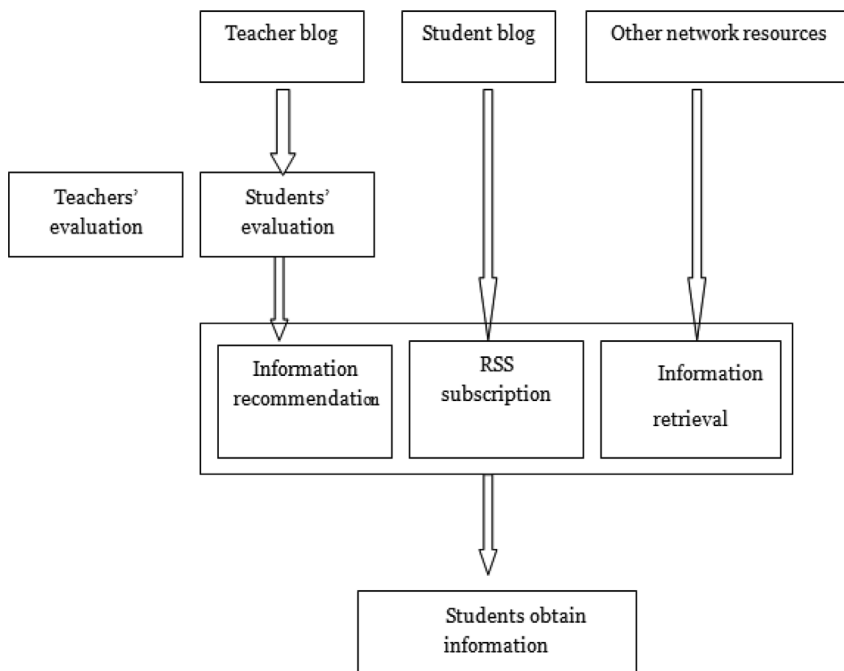 Teacher blog
Student blog
Other network resources
Teachers’
evaluation
Students’
evaluation
Information
recommendation
RSS
subscription
Information
retrieval
Students obtain
information